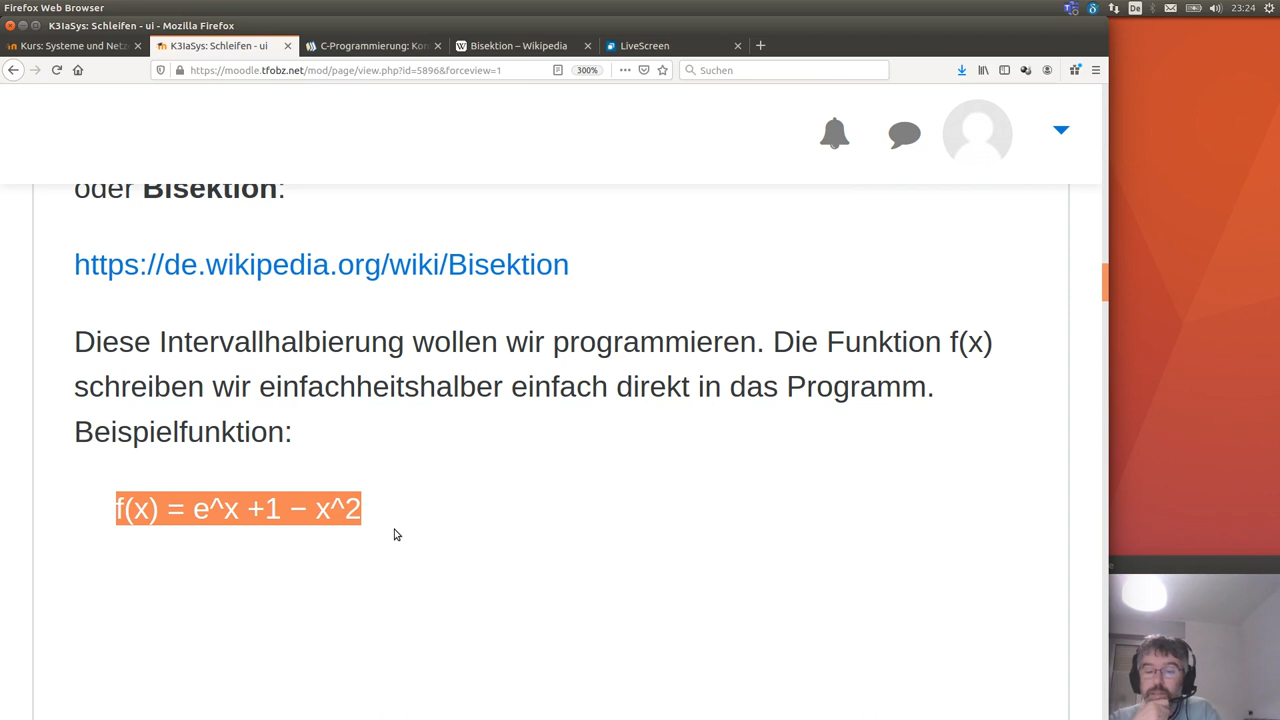 Firefox Web Browser
De
23:24
K3IaSys: Schleifen - ui - Mozilla Firefox
Kurs: Systeme und Netz
K3IaSys: Schleifen - ui
C-Programmierung: Kon
Bisektion – Wikipedia
LiveScreen
https://moodle.tfobz.net/mod/page/view.php?id=5896&forceview=1
300%
Suchen
oder Bisektion:
https://de.wikipedia.org/wiki/Bisektion
Diese Intervallhalbierung wollen wir programmieren. Die Funktion f(x)
schreiben wir einfachheitshalber einfach direkt in das Programm.
Beispielfunktion:
f(x) = e^x +1 − x^2